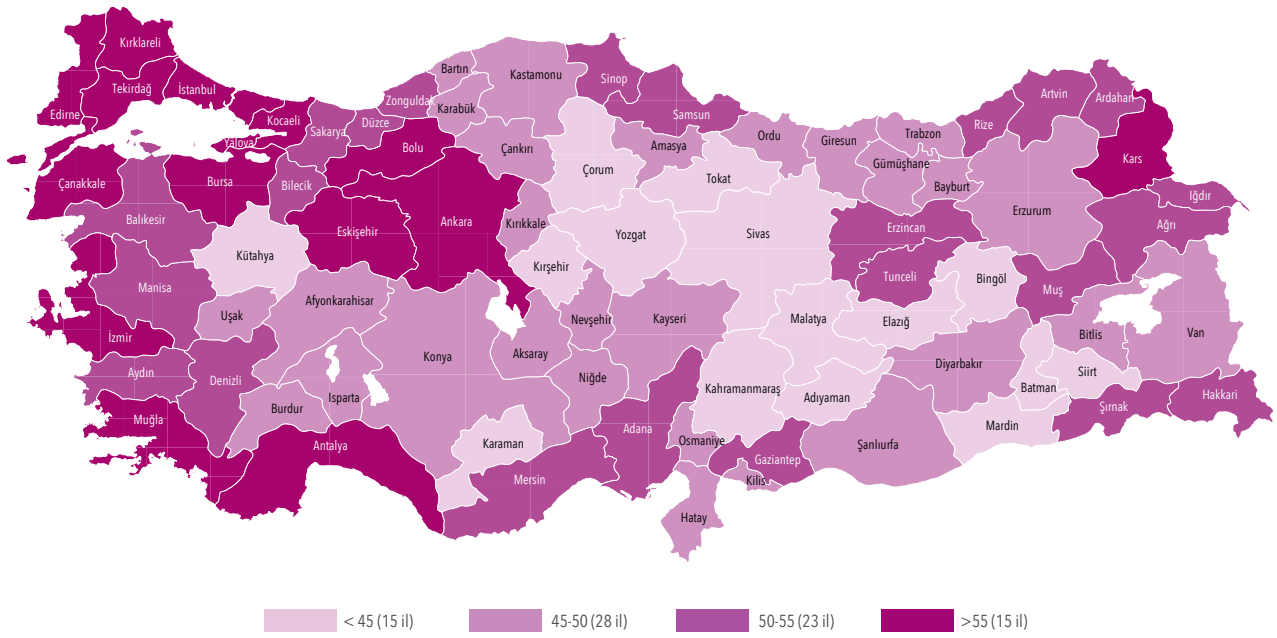 Kırklareli
Tekirdağ
İstanbul
Edirne
Kocaeli
Yalova
Sakarya
Düzce
Zonguldak
Bartın
Karabük
Kastamonu
Sinop
Samsun
Bolu
Çankırı
Çorum
Amasya
Ordu
Giresun
Trabzon
Gümüşhane
Bayburt
Rize
Artvin
Ardahan
Kars
Çanakkale
Bursa
Bilecik
Balıkesir
Eskişehir
Ankara
Kırıkkale
Tokat
Yozgat
Sivas
Erzincan
Erzurum
Iğdır
Ağrı
Kütahya
Kırşehir
Tunceli
Bingöl
Muş
Manisa
Uşak
Afyonkarahisar
Nevşehir
Kayseri
Malatya
Elazığ
Bitlis
Van
İzmir
Konya
Aksaray
Diyarbakır
Siirt
Batman
Aydın
Denizli
Niğde
Kahramanmaraş
Adıyaman
Hakkari
Şırnak
Burdur
Isparta
Muğla
Antalya
Karaman
Adana
Osmaniye
Gaziantep
Şanlıurfa
Mardin
Mersin
Kilis
Hatay
< 45 (15 il)
45-50 (28 il)
50-55 (23 il)
>55 (15 il)